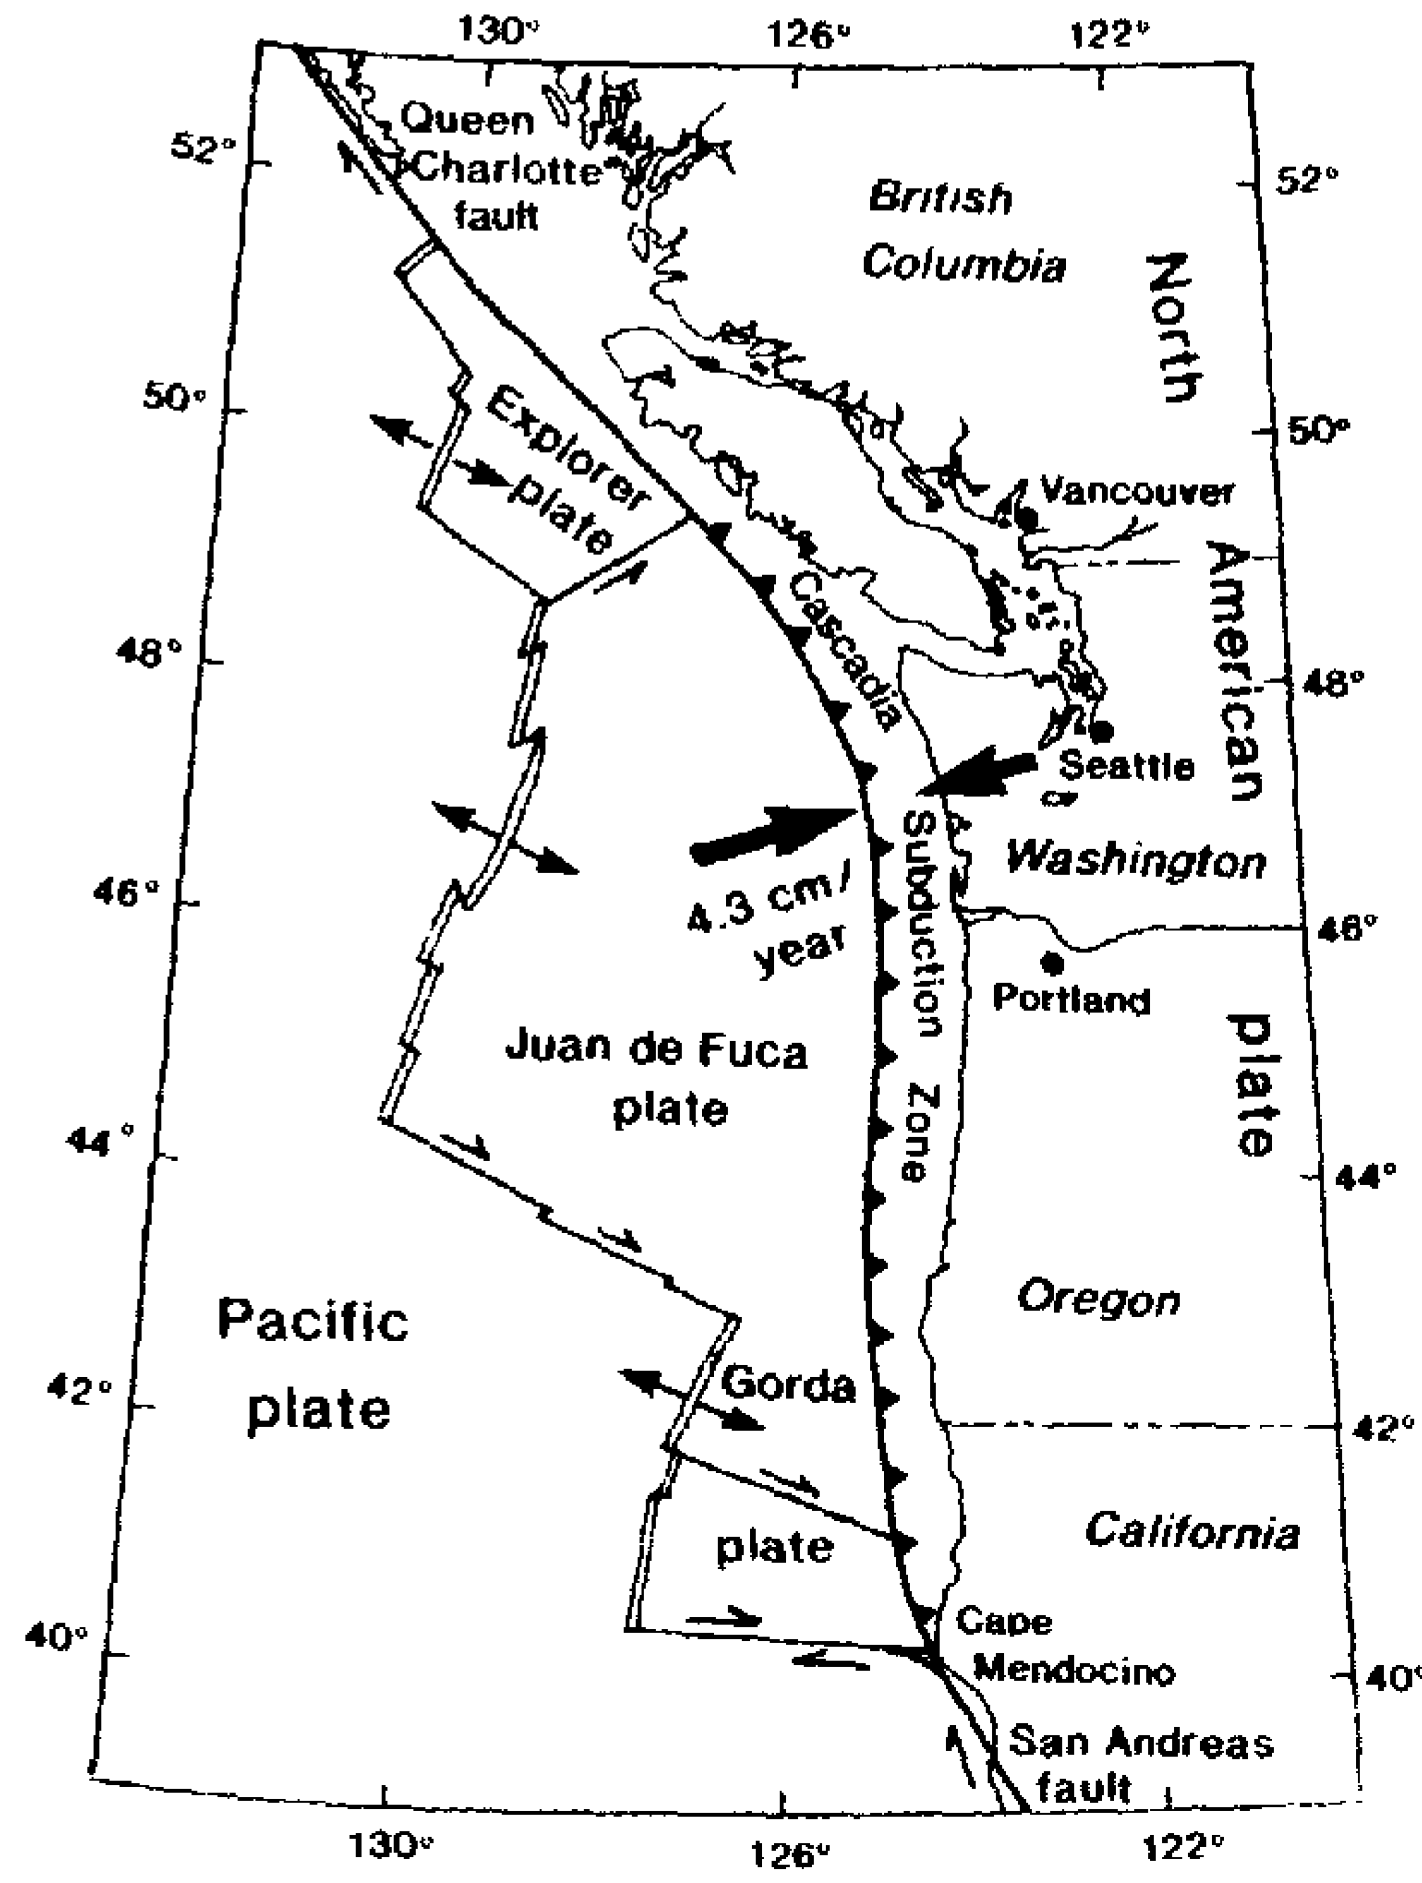 130°
126°
122°
Queen
Charlotte
fault
52°
52°
British
Columbia
North
50°
50°
Explorer
plate
Vancouver
American
48°
48°
Cascadia
Seattle
Subduction Zone
Washington
4.3 cm/
year
46°
46°
Portland
Juan de Fuca
plate
plate
44°
44°
Oregon
Pacific
plate
42°
42°
Gorda
plate
California
Cape
Mendocino
40°
40°
San Andreas
fault
130°
126°
122°